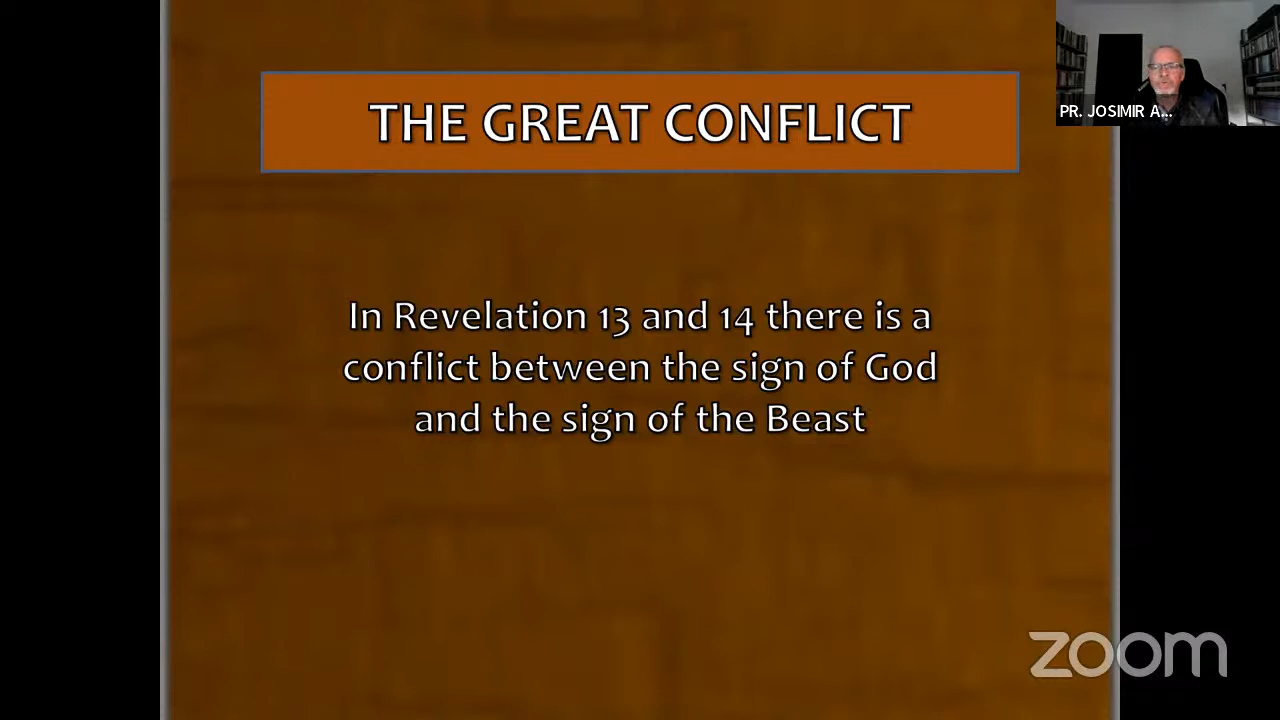 THE GREAT CONFLICT
PR. JOSIMIR A...
In Revelation 13 and 14 there is a
conflict between the sign of God
and the sign of the Beast
zoom